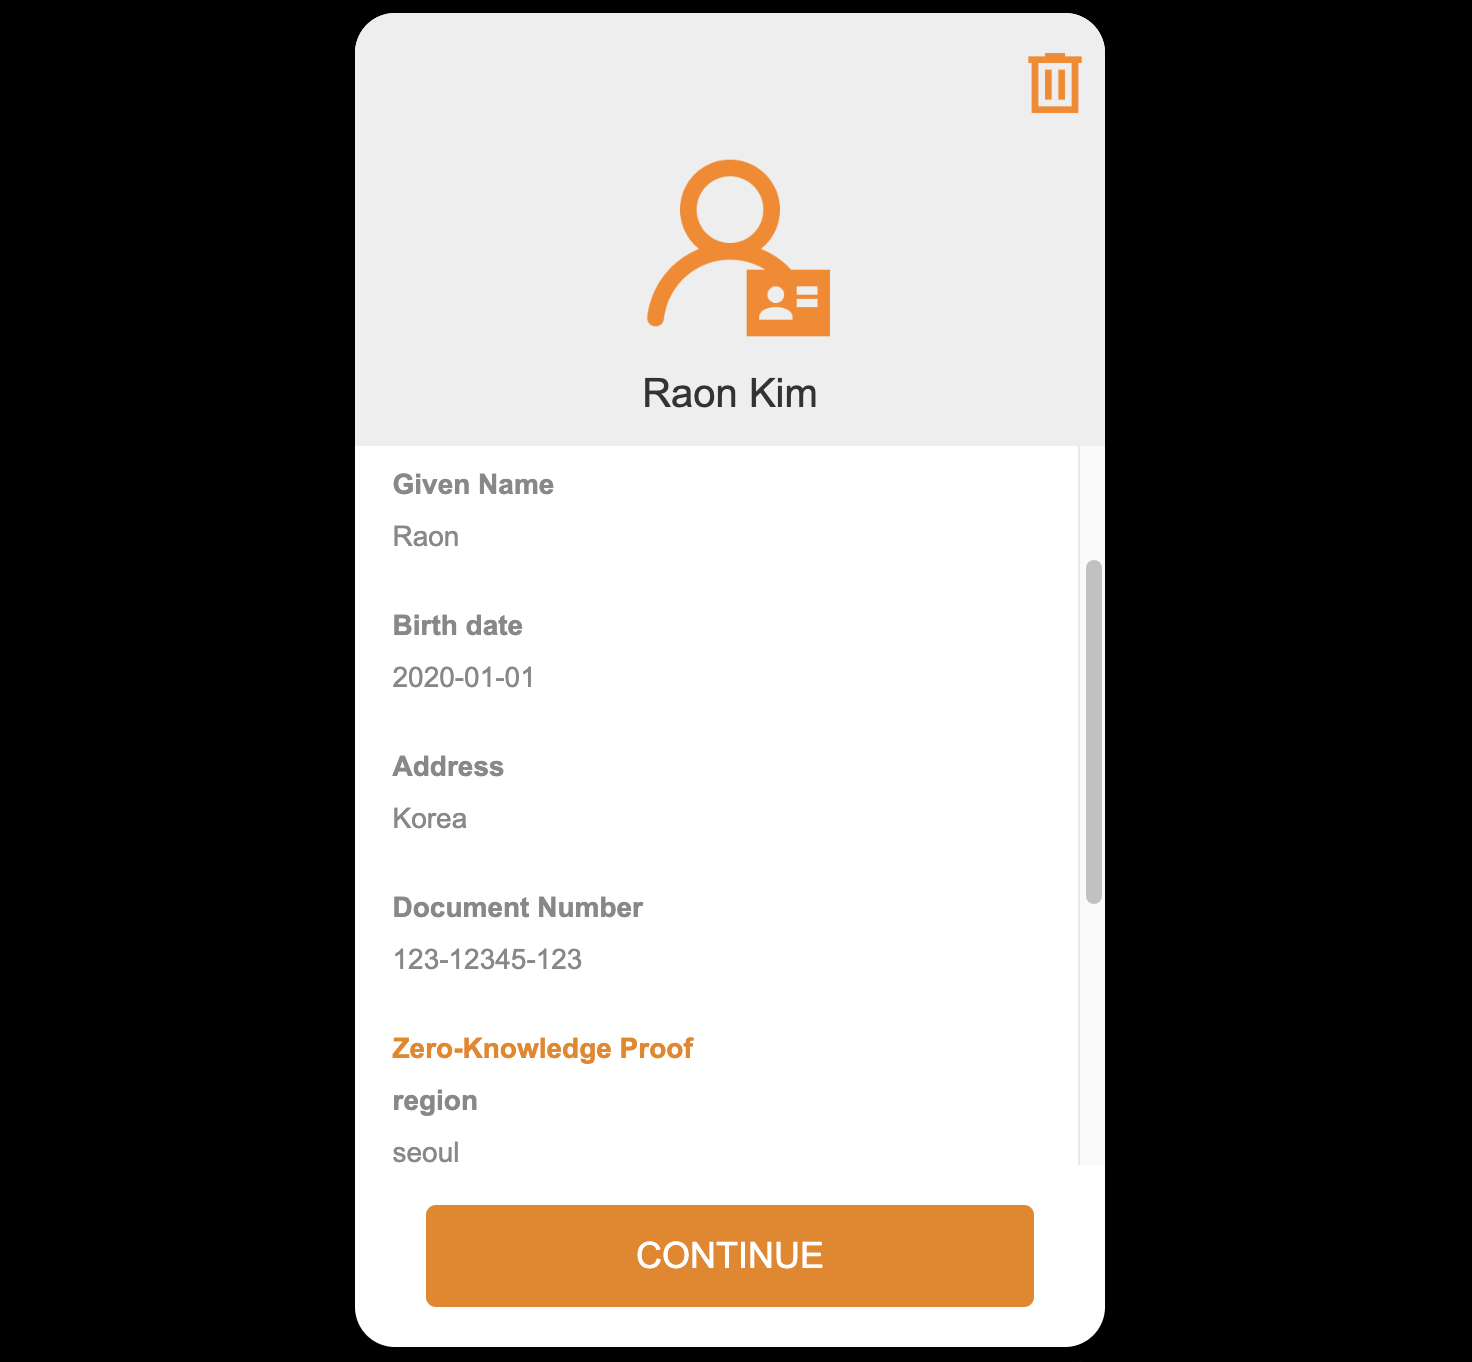 Raon Kim
Given Name
Raon
Birth date
2020-01-01
Address
Korea
Document Number
123-12345-123
Zero-Knowledge Proof
region
seoul
CONTINUE